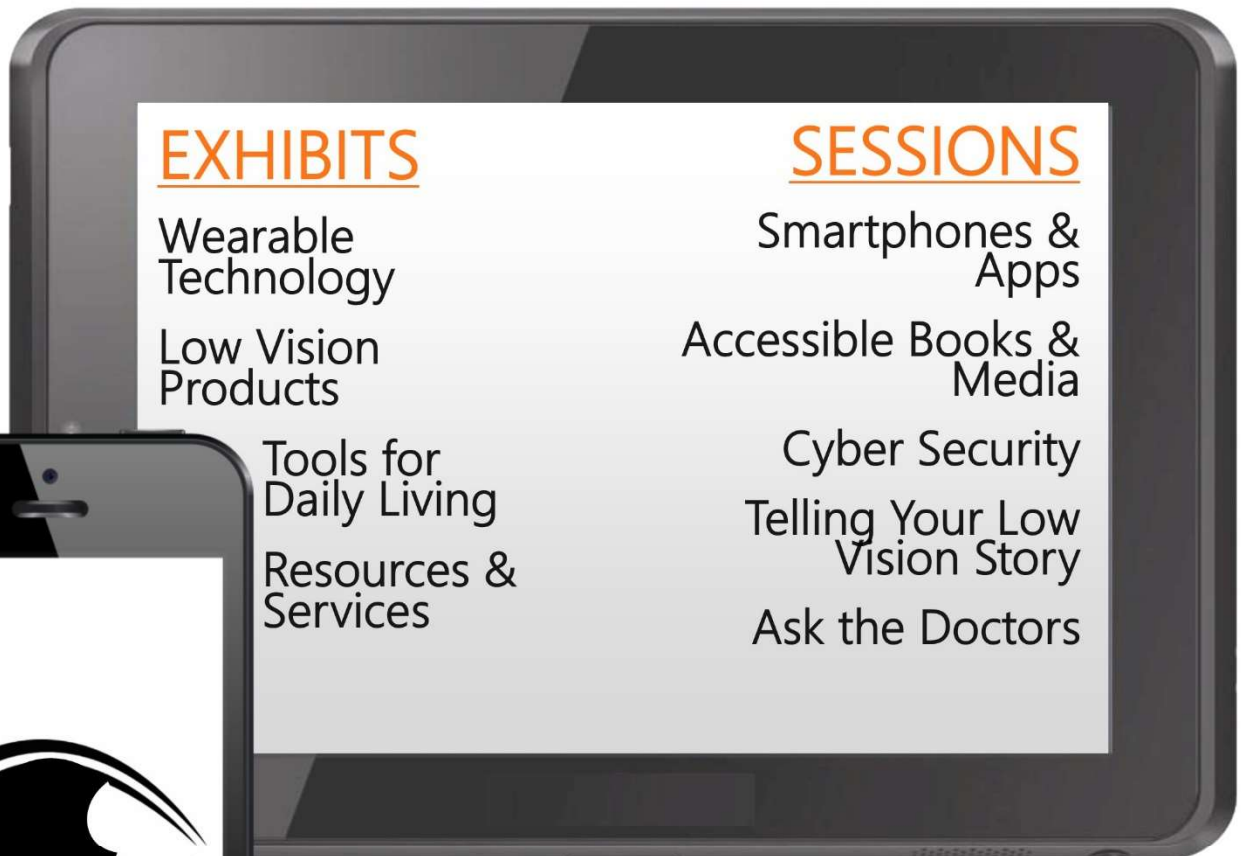 EXHIBITS
Wearable
Technology
Low Vision
Products
Tools for
Daily Living
Resources &
Services
SESSIONS
Smartphones &
Apps
Accessible Books &
Media
Cyber Security
Telling Your Low
Vision Story
Ask the Doctors